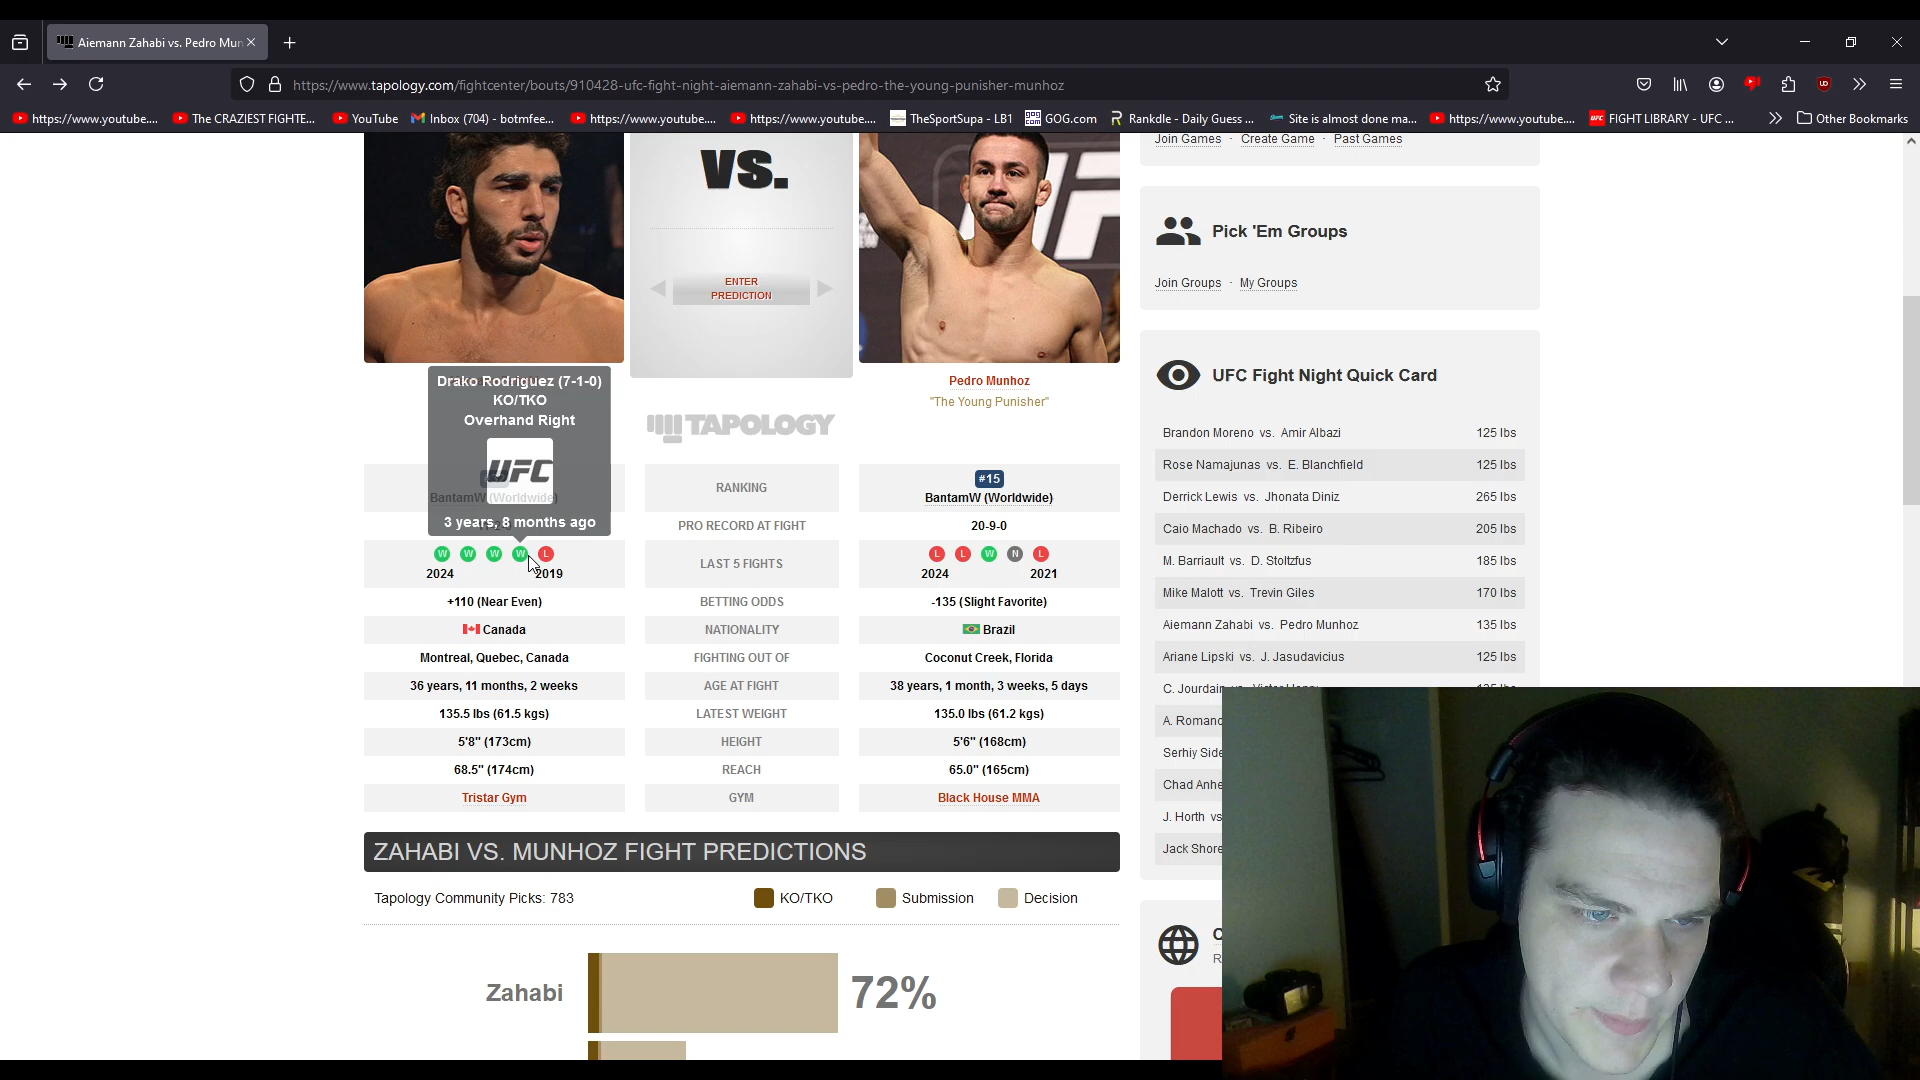 Aiemann Zahabi vs. Pedro Mun
https://www.tapology.com/fightcenter/bouts/910428-ufc-fight-night-aiemann-zahabi-vs-pedro-the-young-punisher-munhoz
https://www.youtube....
The CRAZIEST FIGHTE...
YouTube
Inbox (704) - botmfee...
https://www.youtube....
https://www.youtube....
TheSportSupa - LB1
GOG.com
Rankdle - Daily Guess ...
Site is almost done ma...
https://www.youtube....
FIGHT LIBRARY - UFC ...
Other Bookmarks
VS.
ENTER
PREDICTION
Drako Rodriguez (7-1-0)
KO/TKO
Overhand Right
UFC
3 years, 8 months ago
TAPOLOGY
Pedro Munhoz
"The Young Punisher"
BantamW (Worldwide)
RANKING
#15
BantamW (Worldwide)
PRO RECORD AT FIGHT
20-9-0
W W W W L
2024 2019
LAST 5 FIGHTS
L L W N L
2024 2021
+110 (Near Even)
BETTING ODDS
-135 (Slight Favorite)
Canada
NATIONALITY
Brazil
Montreal, Quebec, Canada
FIGHTING OUT OF
Coconut Creek, Florida
36 years, 11 months, 2 weeks
AGE AT FIGHT
38 years, 1 month, 3 weeks, 5 days
135.5 lbs (61.5 kgs)
LATEST WEIGHT
135.0 lbs (61.2 kgs)
5'8" (173cm)
HEIGHT
5'6" (168cm)
68.5" (174cm)
REACH
65.0" (165cm)
Tristar Gym
GYM
Black House MMA
ZAHABI VS. MUNHOZ FIGHT PREDICTIONS
Tapology Community Picks: 783
KO/TKO
Submission
Decision
Zahabi
72%
Join Games · Create Game · Past Games
Pick 'Em Groups
Join Groups · My Groups
UFC Fight Night Quick Card
Brandon Moreno vs. Amir Albazi 125 lbs
Rose Namajunas vs. E. Blanchfield 125 lbs
Derrick Lewis vs. Jhonata Diniz 265 lbs
Caio Machado vs. B. Ribeiro 205 lbs
M. Barriault vs. D. Stoltzfus 185 lbs
Mike Malott vs. Trevin Giles 170 lbs
Aiemann Zahabi vs. Pedro Munhoz 135 lbs
Ariane Lipski vs. J. Jasudavicius 125 lbs
C. Jourdain
A. Romano
Serhiy Side
Chad Anhe
J. Horth vs
Jack Shore